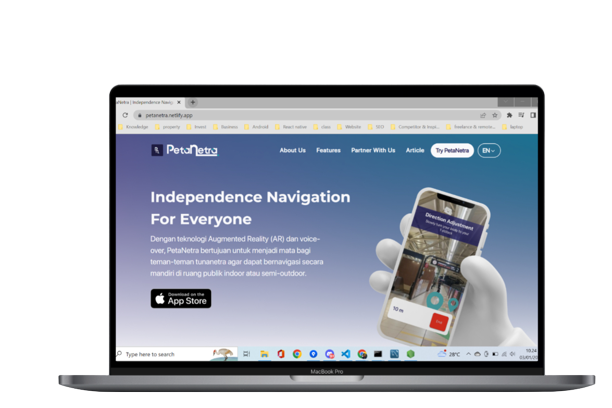 aNetra | Independence Navig
petanetra.netlify.app
Knowledge property Invest Business Android React native class Website SEO Competitor & Inspi... freelance & remote... laptop
PetaNetra About Us Features Partner With Us Article Try PetaNetra EN
Independence Navigation
For Everyone
Dengan teknologi Augmented Reality (AR) dan voice-
over, PetaNetra bertujuan untuk menjadi mata bagi
teman-teman tunanetra agar dapat bernavigasi secara
mandiri di ruang publik indoor atau semi-outdoor.
Download on the
App Store
Direction Adjustment
10 m
Type here to search
28°C
MacBook Pro